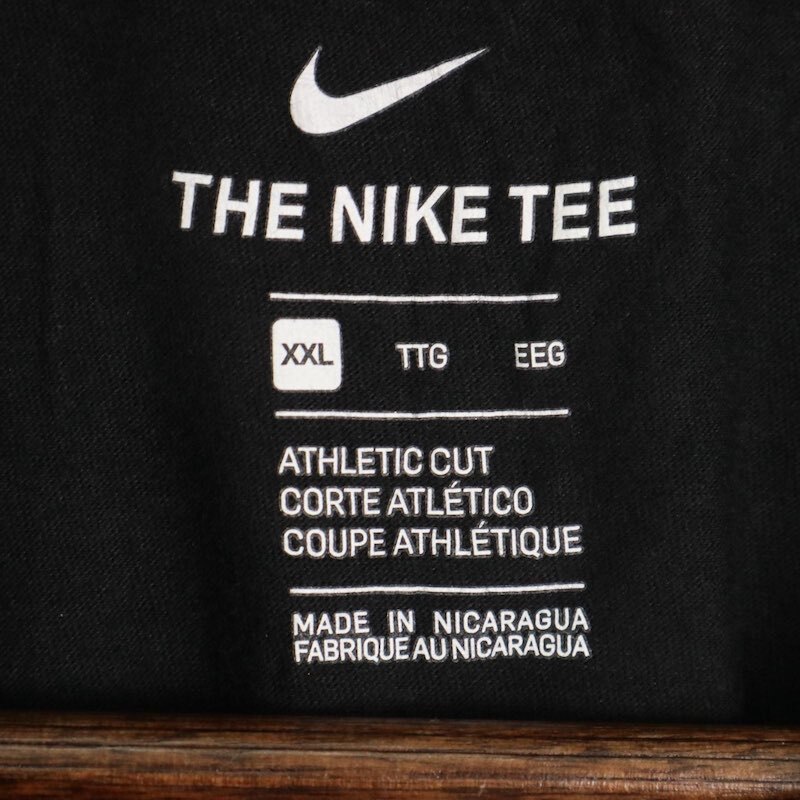 THE NIKE TEE
XXL TTG EEG
ATHLETIC CUT
CORTE ATLÉTICO
COUPE ATHLÉTIQUE
MADE IN NICARAGUA
FABRIQUE AU NICARAGUA